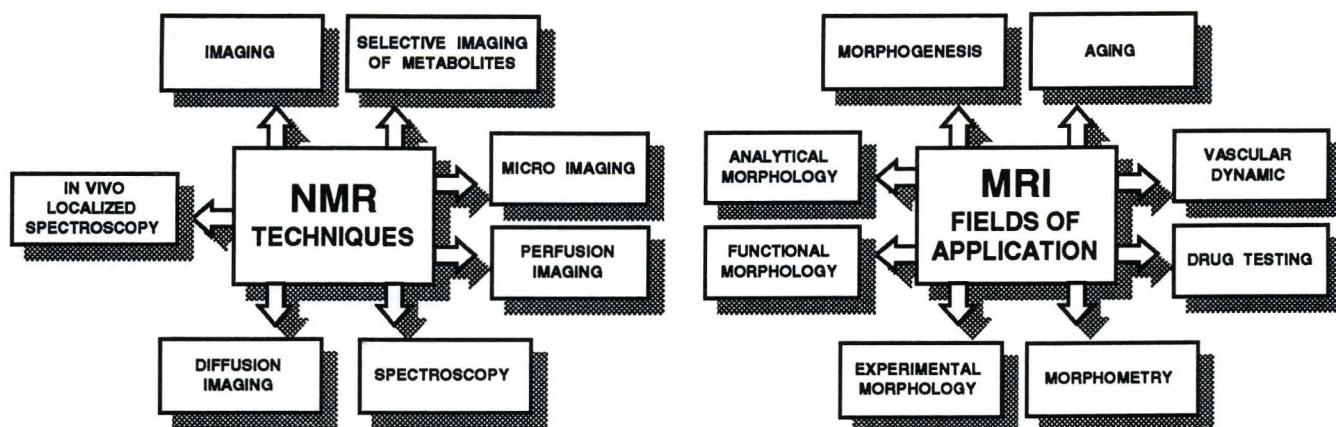 IMAGING
SELECTIVE IMAGING
OF METABOLITES
IN VIVO
LOCALIZED
SPECTROSCOPY
NMR
TECHNIQUES
MICRO IMAGING
PERFUSION
IMAGING
DIFFUSION
IMAGING
SPECTROSCOPY
MORPHOGENESIS
AGING
ANALYTICAL
MORPHOLOGY
FUNCTIONAL
MORPHOLOGY
MRI
FIELDS OF
APPLICATION
VASCULAR
DYNAMIC
DRUG TESTING
EXPERIMENTAL
MORPHOLOGY
MORPHOMETRY